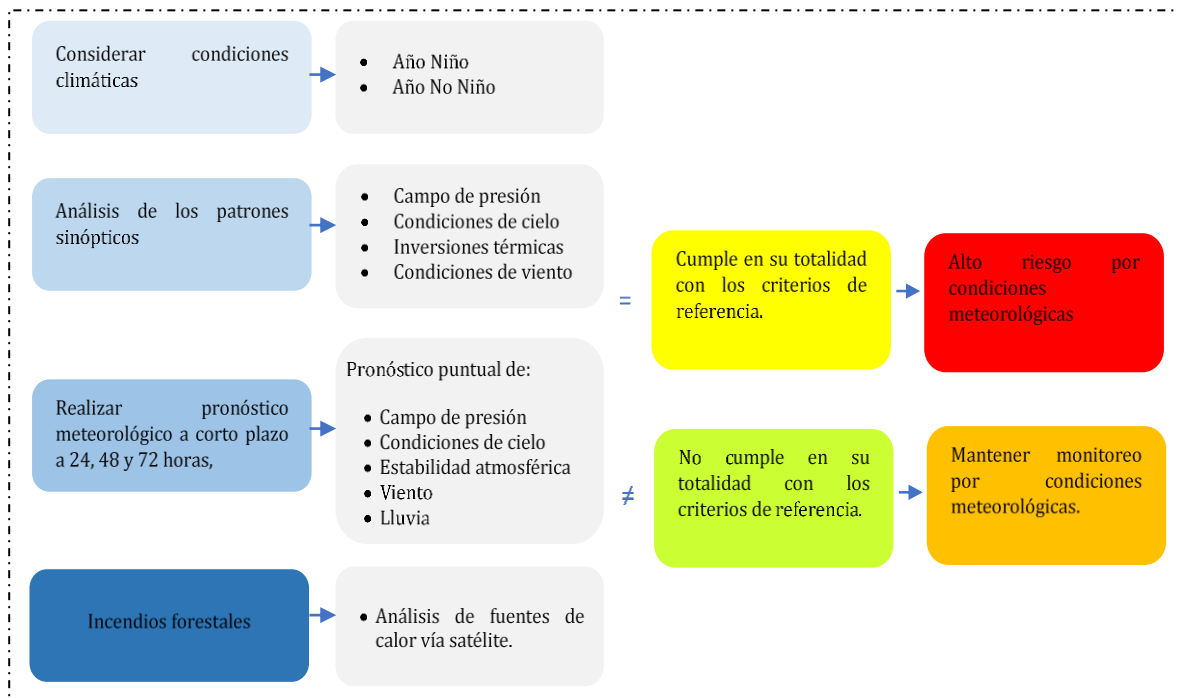 Considerar condiciones
climáticas
• Año Niño
• Año No Niño
Análisis de los patrones
sinópticos
• Campo de presión
• Condiciones de cielo
• Inversiones térmicas
• Condiciones de viento
Realizar pronóstico
meteorológico a corto plazo
a 24, 48 y 72 horas,
Pronóstico puntual de:
• Campo de presión
• Condiciones de cielo
• Estabilidad atmosférica
• Viento
• Lluvia
Incendios forestales
• Análisis de fuentes de
calor vía satélite.
=
Cumple en su totalidad
con los criterios de
referencia.
Alto riesgo por
condiciones
meteorológicas
≠
No cumple en su
totalidad con los
criterios de referencia.
Mantener monitoreo
por condiciones
meteorológicas.